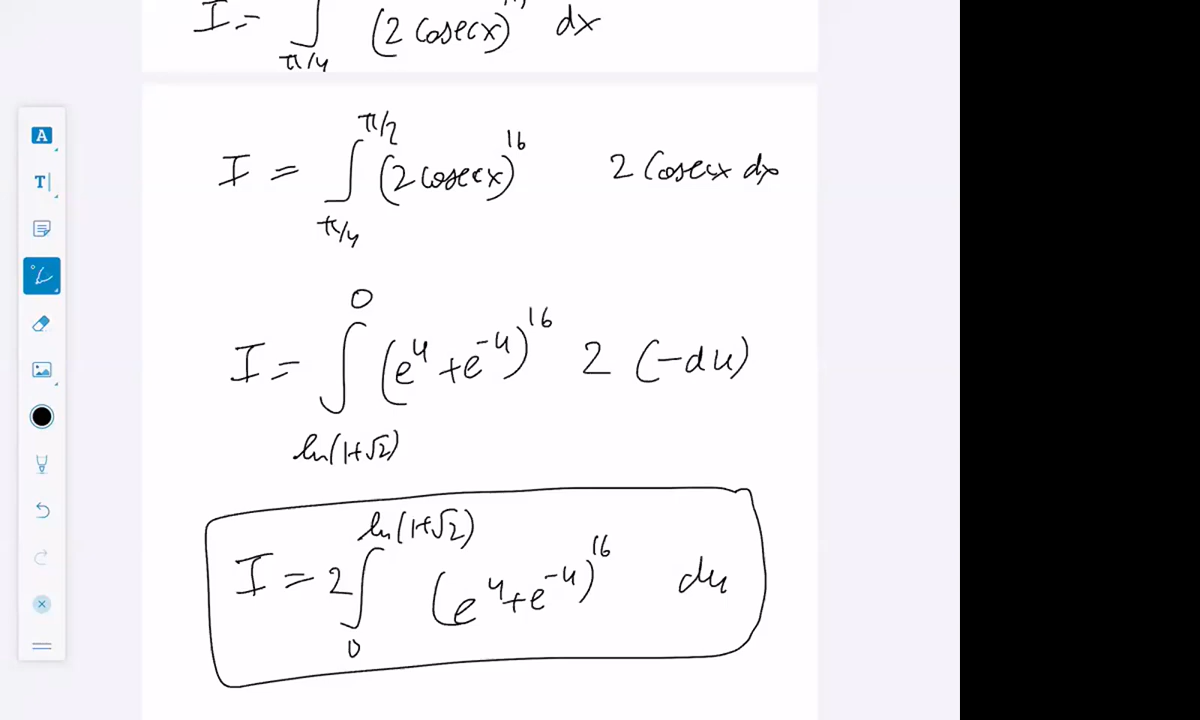 I = ∫_{π/4} (2 cosecx) dx
I = ∫_{π/4}^{π/2} (2 cosecx)^16 2 cosecx dx
I = ∫_{ln(1+√2)}^{0} (e^u + e^-u)^16 2 (-du)
I = 2 ∫_{0}^{ln(1+√2)} (e^u + e^-u)^16 du
A
T